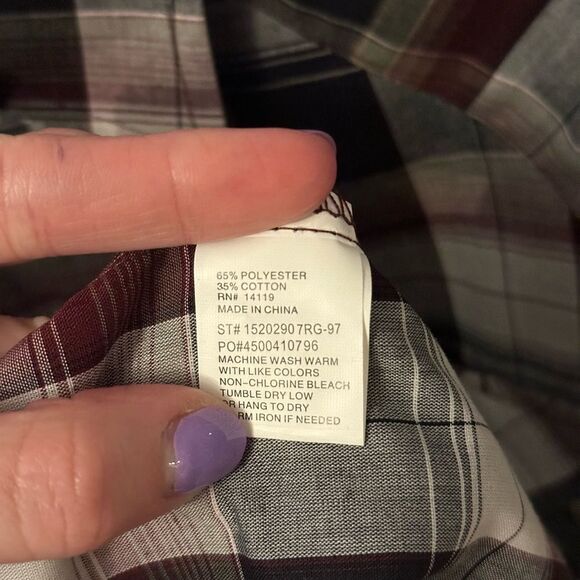 65% POLYESTER
35% COTTON
RN# 14119
MADE IN CHINA
ST# 15202907RG-97
PO#4500410796
MACHINE WASH WARM
WITH LIKE COLORS
NON-CHLORINE BLEACH
TUMBLE DRY LOW
OR HANG TO DRY
IRON IF NEEDED